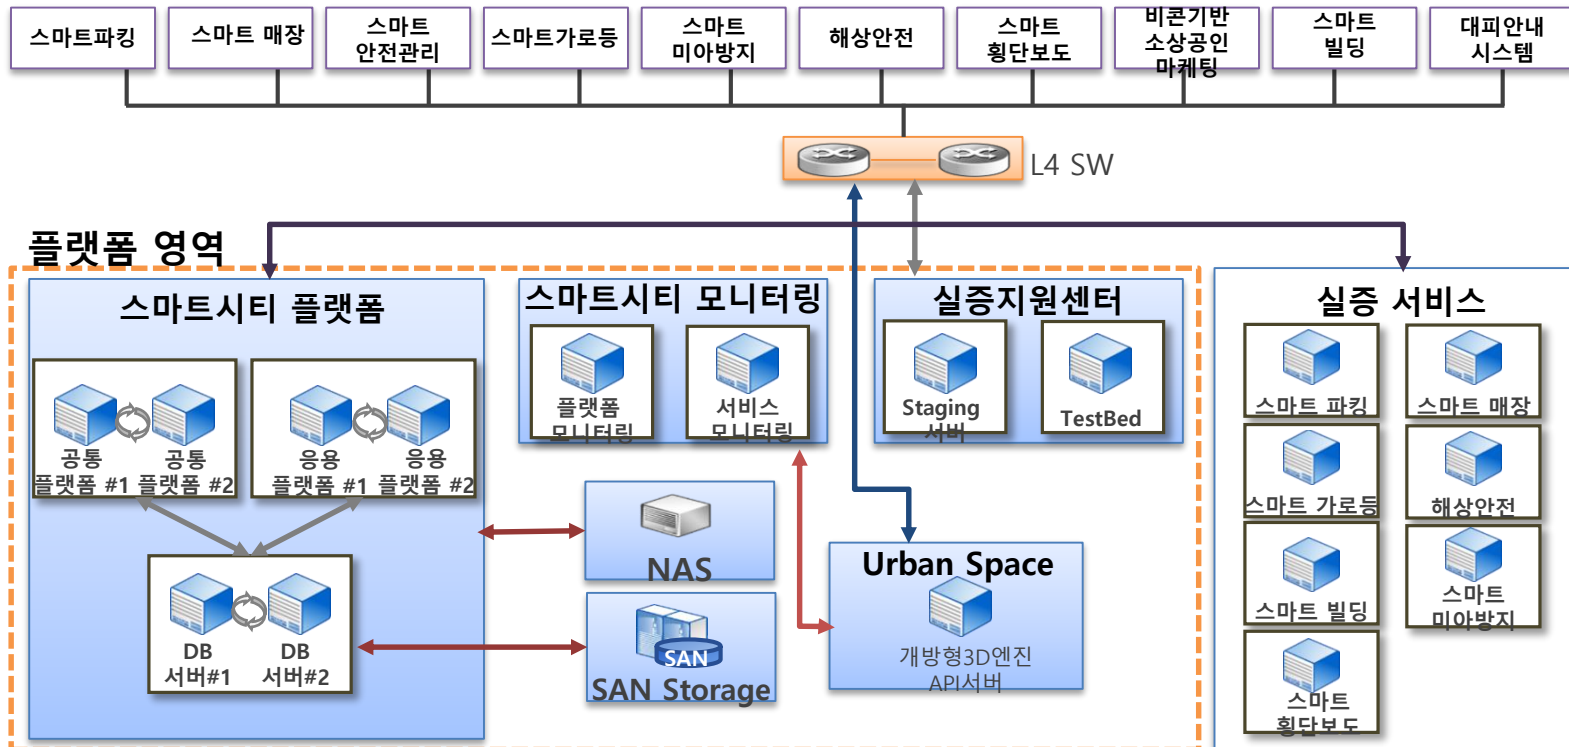 스마트파킹
스마트 매장
스마트
안전관리
스마트가로등
스마트
미아방지
해상안전
스마트
횡단보도
비콘기반
소상공인
마케팅
스마트
빌딩
대피안내
시스템
L4 SW
플랫폼 영역
스마트시티 플랫폼
공통
플랫폼 #1
공통
플랫폼 #2
응용
플랫폼 #1
응용
플랫폼 #2
DB
서버#1
DB
서버#2
스마트시티 모니터링
플랫폼
모니터링
서비스
모니터링
실증지원센터
Staging
서버
TestBed
NAS
SAN
SAN Storage
Urban Space
개방형3D엔진
API서버
실증 서비스
스마트 파킹
스마트 매장
스마트 가로등
해상안전
스마트 빌딩
스마트
미아방지
스마트
횡단보도